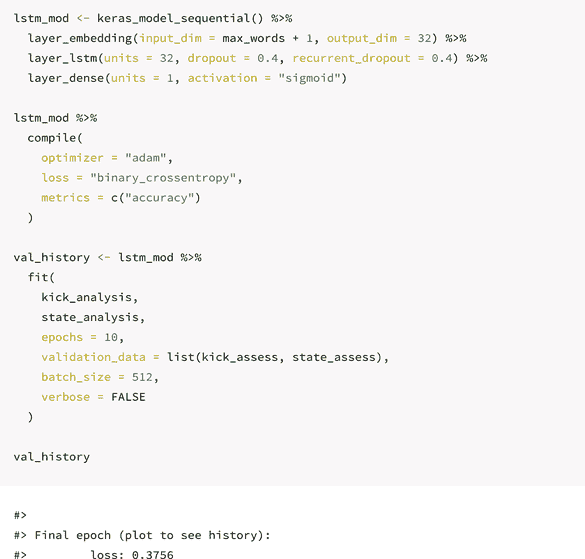 lstm_mod <- keras_model_sequential() %>%
  layer_embedding(input_dim = max_words + 1, output_dim = 32) %>%
  layer_lstm(units = 32, dropout = 0.4, recurrent_dropout = 0.4) %>%
  layer_dense(units = 1, activation = "sigmoid")

lstm_mod %>%
  compile(
    optimizer = "adam",
    loss = "binary_crossentropy",
    metrics = c("accuracy")
  )

val_history <- lstm_mod %>%
  fit(
    kick_analysis,
    state_analysis,
    epochs = 10,
    validation_data = list(kick_assess, state_assess),
    batch_size = 512,
    verbose = FALSE
  )

val_history

#>
#> Final epoch (plot to see history):
#>         loss: 0.3756